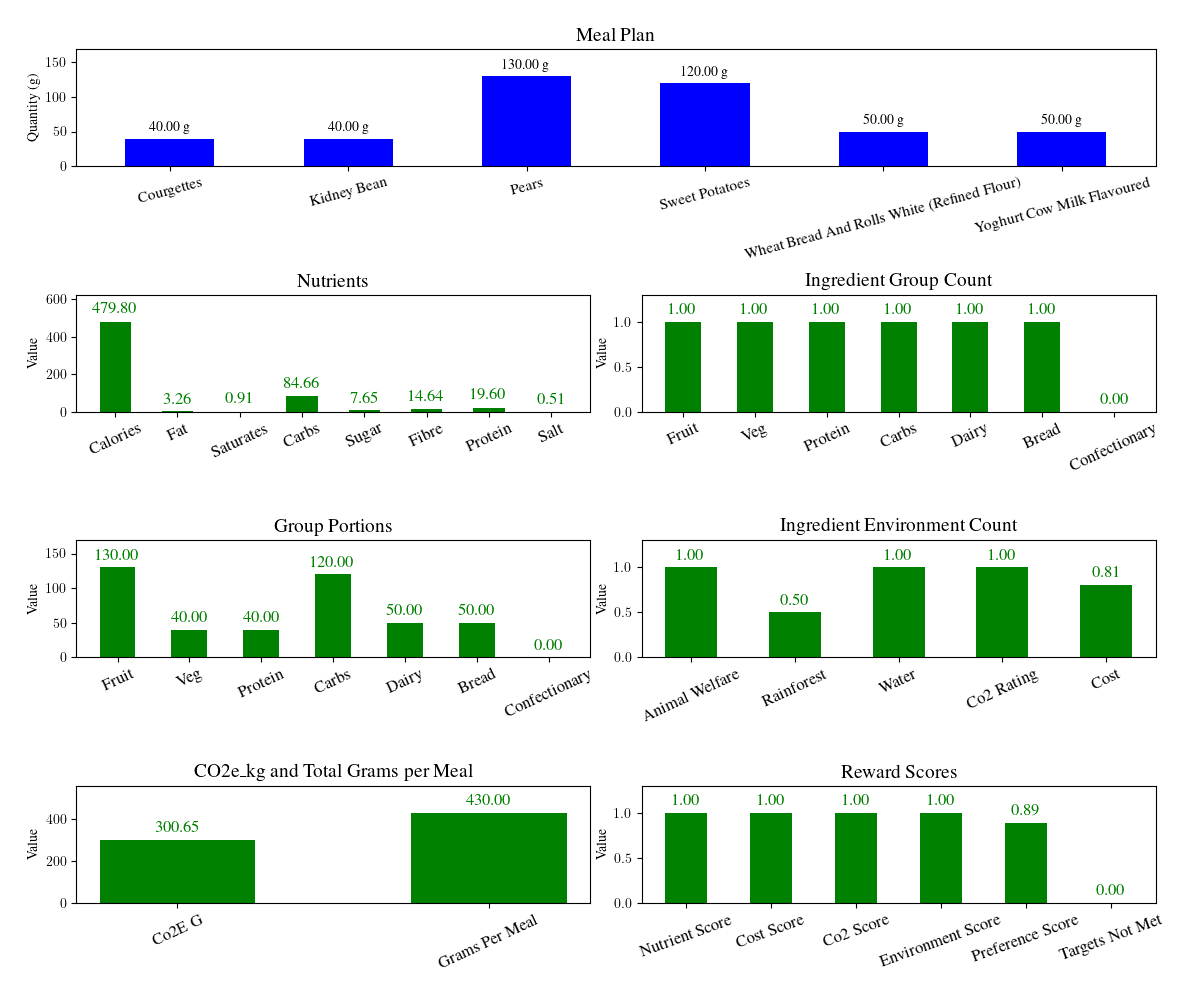 Meal Plan
Quantity (g)
150
100
50
0
40.00 g
40.00 g
130.00 g
120.00 g
50.00 g
50.00 g
Courgettes
Kidney Bean
Pears
Sweet Potatoes
Wheat Bread And Rolls White (Refined Flour)
Yoghurt Cow Milk Flavoured
Nutrients
Value
600
400
200
0
479.80
3.26
0.91
84.66
7.65
14.64
19.60
0.51
Calories
Fat
Saturates
Carbs
Sugar
Fibre
Protein
Salt
Ingredient Group Count
Value
1.0
0.5
0.0
1.00
1.00
1.00
1.00
1.00
1.00
0.00
Fruit
Veg
Protein
Carbs
Dairy
Bread
Confectionary
Group Portions
Value
150
100
50
0
130.00
40.00
40.00
120.00
50.00
50.00
0.00
Fruit
Veg
Protein
Carbs
Dairy
Bread
Confectionary
Ingredient Environment Count
Value
1.0
0.5
0.0
1.00
0.50
1.00
1.00
0.81
Animal Welfare
Rainforest
Water
Co2 Rating
Cost
CO2e_kg and Total Grams per Meal
Value
400
200
0
300.65
430.00
Co2E G
Grams Per Meal
Reward Scores
Value
1.0
0.5
0.0
1.00
1.00
1.00
1.00
0.89
0.00
Nutrient Score
Cost Score
Co2 Score
Environment Score
Preference Score
Targets Not Met